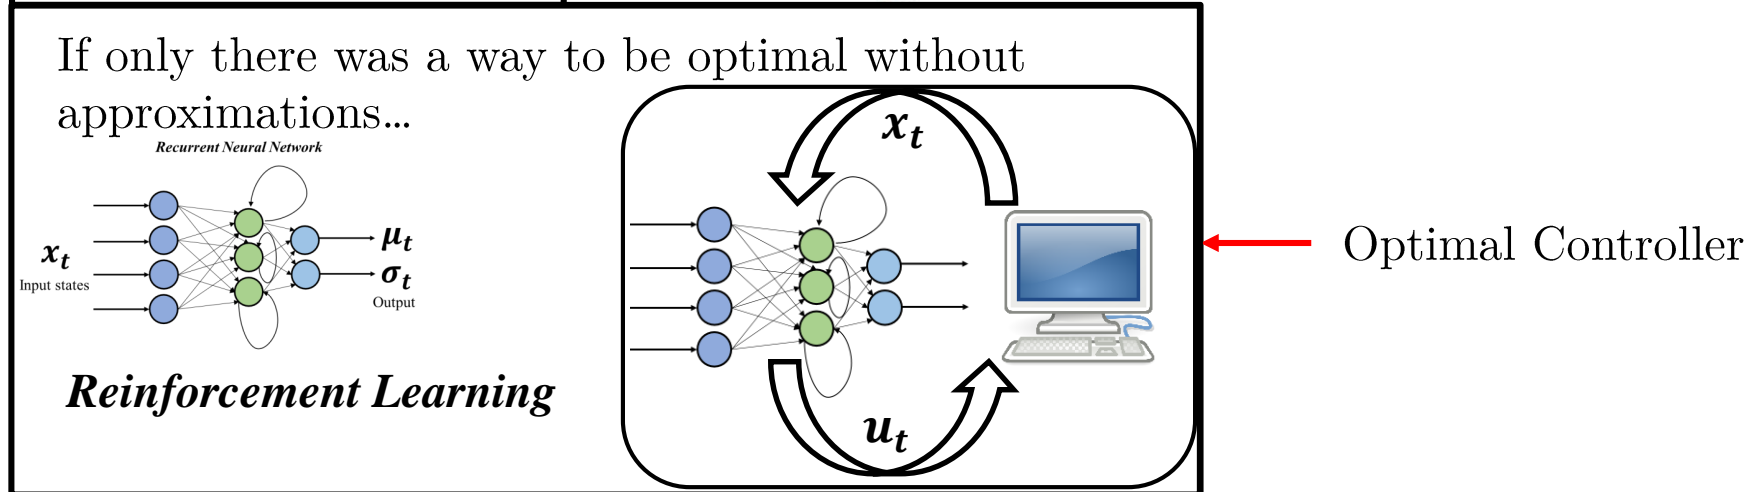 If only there was a way to be optimal without
approximations...
Recurrent Neural Network
x_t
Input states
μ_t
σ_t
Output
Reinforcement Learning
x_t
u_t
Optimal Controller